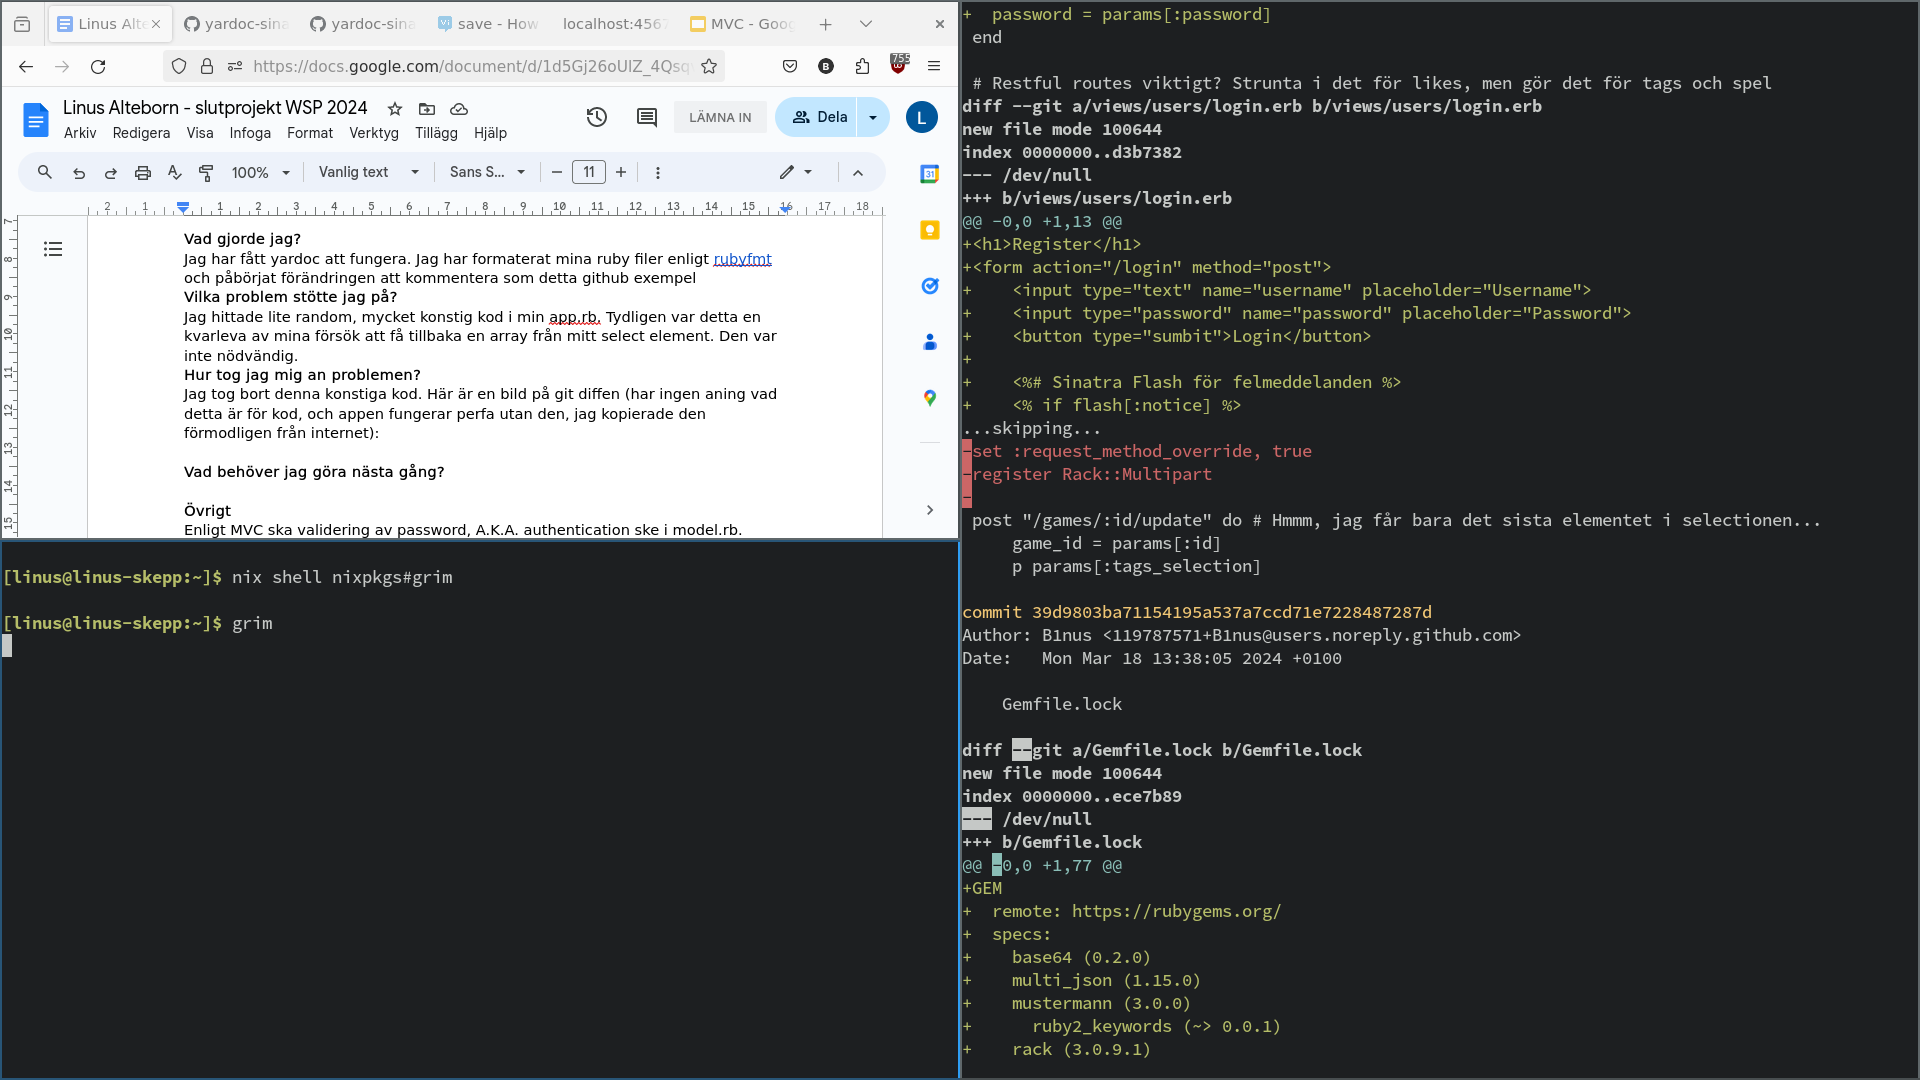 Linus Alte
yardoc-sina
yardoc-sina
save - How
localhost:4567
MVC - Goog
https://docs.google.com/document/d/1d5Gj26oUIZ_4Qsq
755
Linus Alteborn - slutprojekt WSP 2024
Arkiv Redigera Visa Infoga Format Verktyg Tillägg Hjälp
LÄMNA IN
Dela
L
100% Vanlig text Sans S... 11
2 1 1 2 3 4 5 6 7 8 9 10 11 12 13 14 15 16 17 18
7
8
9
10
11
12
13
14
15
31
Vad gjorde jag?
Jag har fått yardoc att fungera. Jag har formaterat mina ruby filer enligt rubyfmt
och påbörjat förändringen att kommentera som detta github exempel
Vilka problem stötte jag på?
Jag hittade lite random, mycket konstig kod i min app.rb. Tydligen var detta en
kvarleva av mina försök att få tillbaka en array från mitt select element. Den var
inte nödvändig.
Hur tog jag mig an problemen?
Jag tog bort denna konstiga kod. Här är en bild på git diffen (har ingen aning vad
detta är för kod, och appen fungerar perfa utan den, jag kopierade den
förmodligen från internet):
Vad behöver jag göra nästa gång?
Övrigt
Enligt MVC ska validering av password, A.K.A. authentication ske i model.rb.
[linus@linus-skepp:~]$ nix shell nixpkgs#grim
[linus@linus-skepp:~]$ grim
+  password = params[:password]
 end
 # Restful routes viktigt? Strunta i det för likes, men gör det för tags och spel
diff --git a/views/users/login.erb b/views/users/login.erb
new file mode 100644
index 0000000..d3b7382
--- /dev/null
+++ b/views/users/login.erb
@@ -0,0 +1,13 @@
+<h1>Register</h1>
+<form action="/login" method="post">
+    <input type="text" name="username" placeholder="Username">
+    <input type="password" name="password" placeholder="Password">
+    <button type="sumbit">Login</button>
+
+    <%# Sinatra Flash för felmeddelanden %>
+    <% if flash[:notice] %>
...skipping...
-set :request_method_override, true
-register Rack::Multipart
-
 post "/games/:id/update" do # Hmmm, jag får bara det sista elementet i selectionen...
     game_id = params[:id]
     p params[:tags_selection]
commit 39d9803ba71154195a537a7ccd71e7228487287d
Author: B1nus <119787571+B1nus@users.noreply.github.com>
Date:   Mon Mar 18 13:38:05 2024 +0100
    Gemfile.lock
diff --git a/Gemfile.lock b/Gemfile.lock
new file mode 100644
index 0000000..ece7b89
--- /dev/null
+++ b/Gemfile.lock
@@ -0,0 +1,77 @@
+GEM
+  remote: https://rubygems.org/
+  specs:
+    base64 (0.2.0)
+    multi_json (1.15.0)
+    mustermann (3.0.0)
+      ruby2_keywords (~> 0.0.1)
+    rack (3.0.9.1)